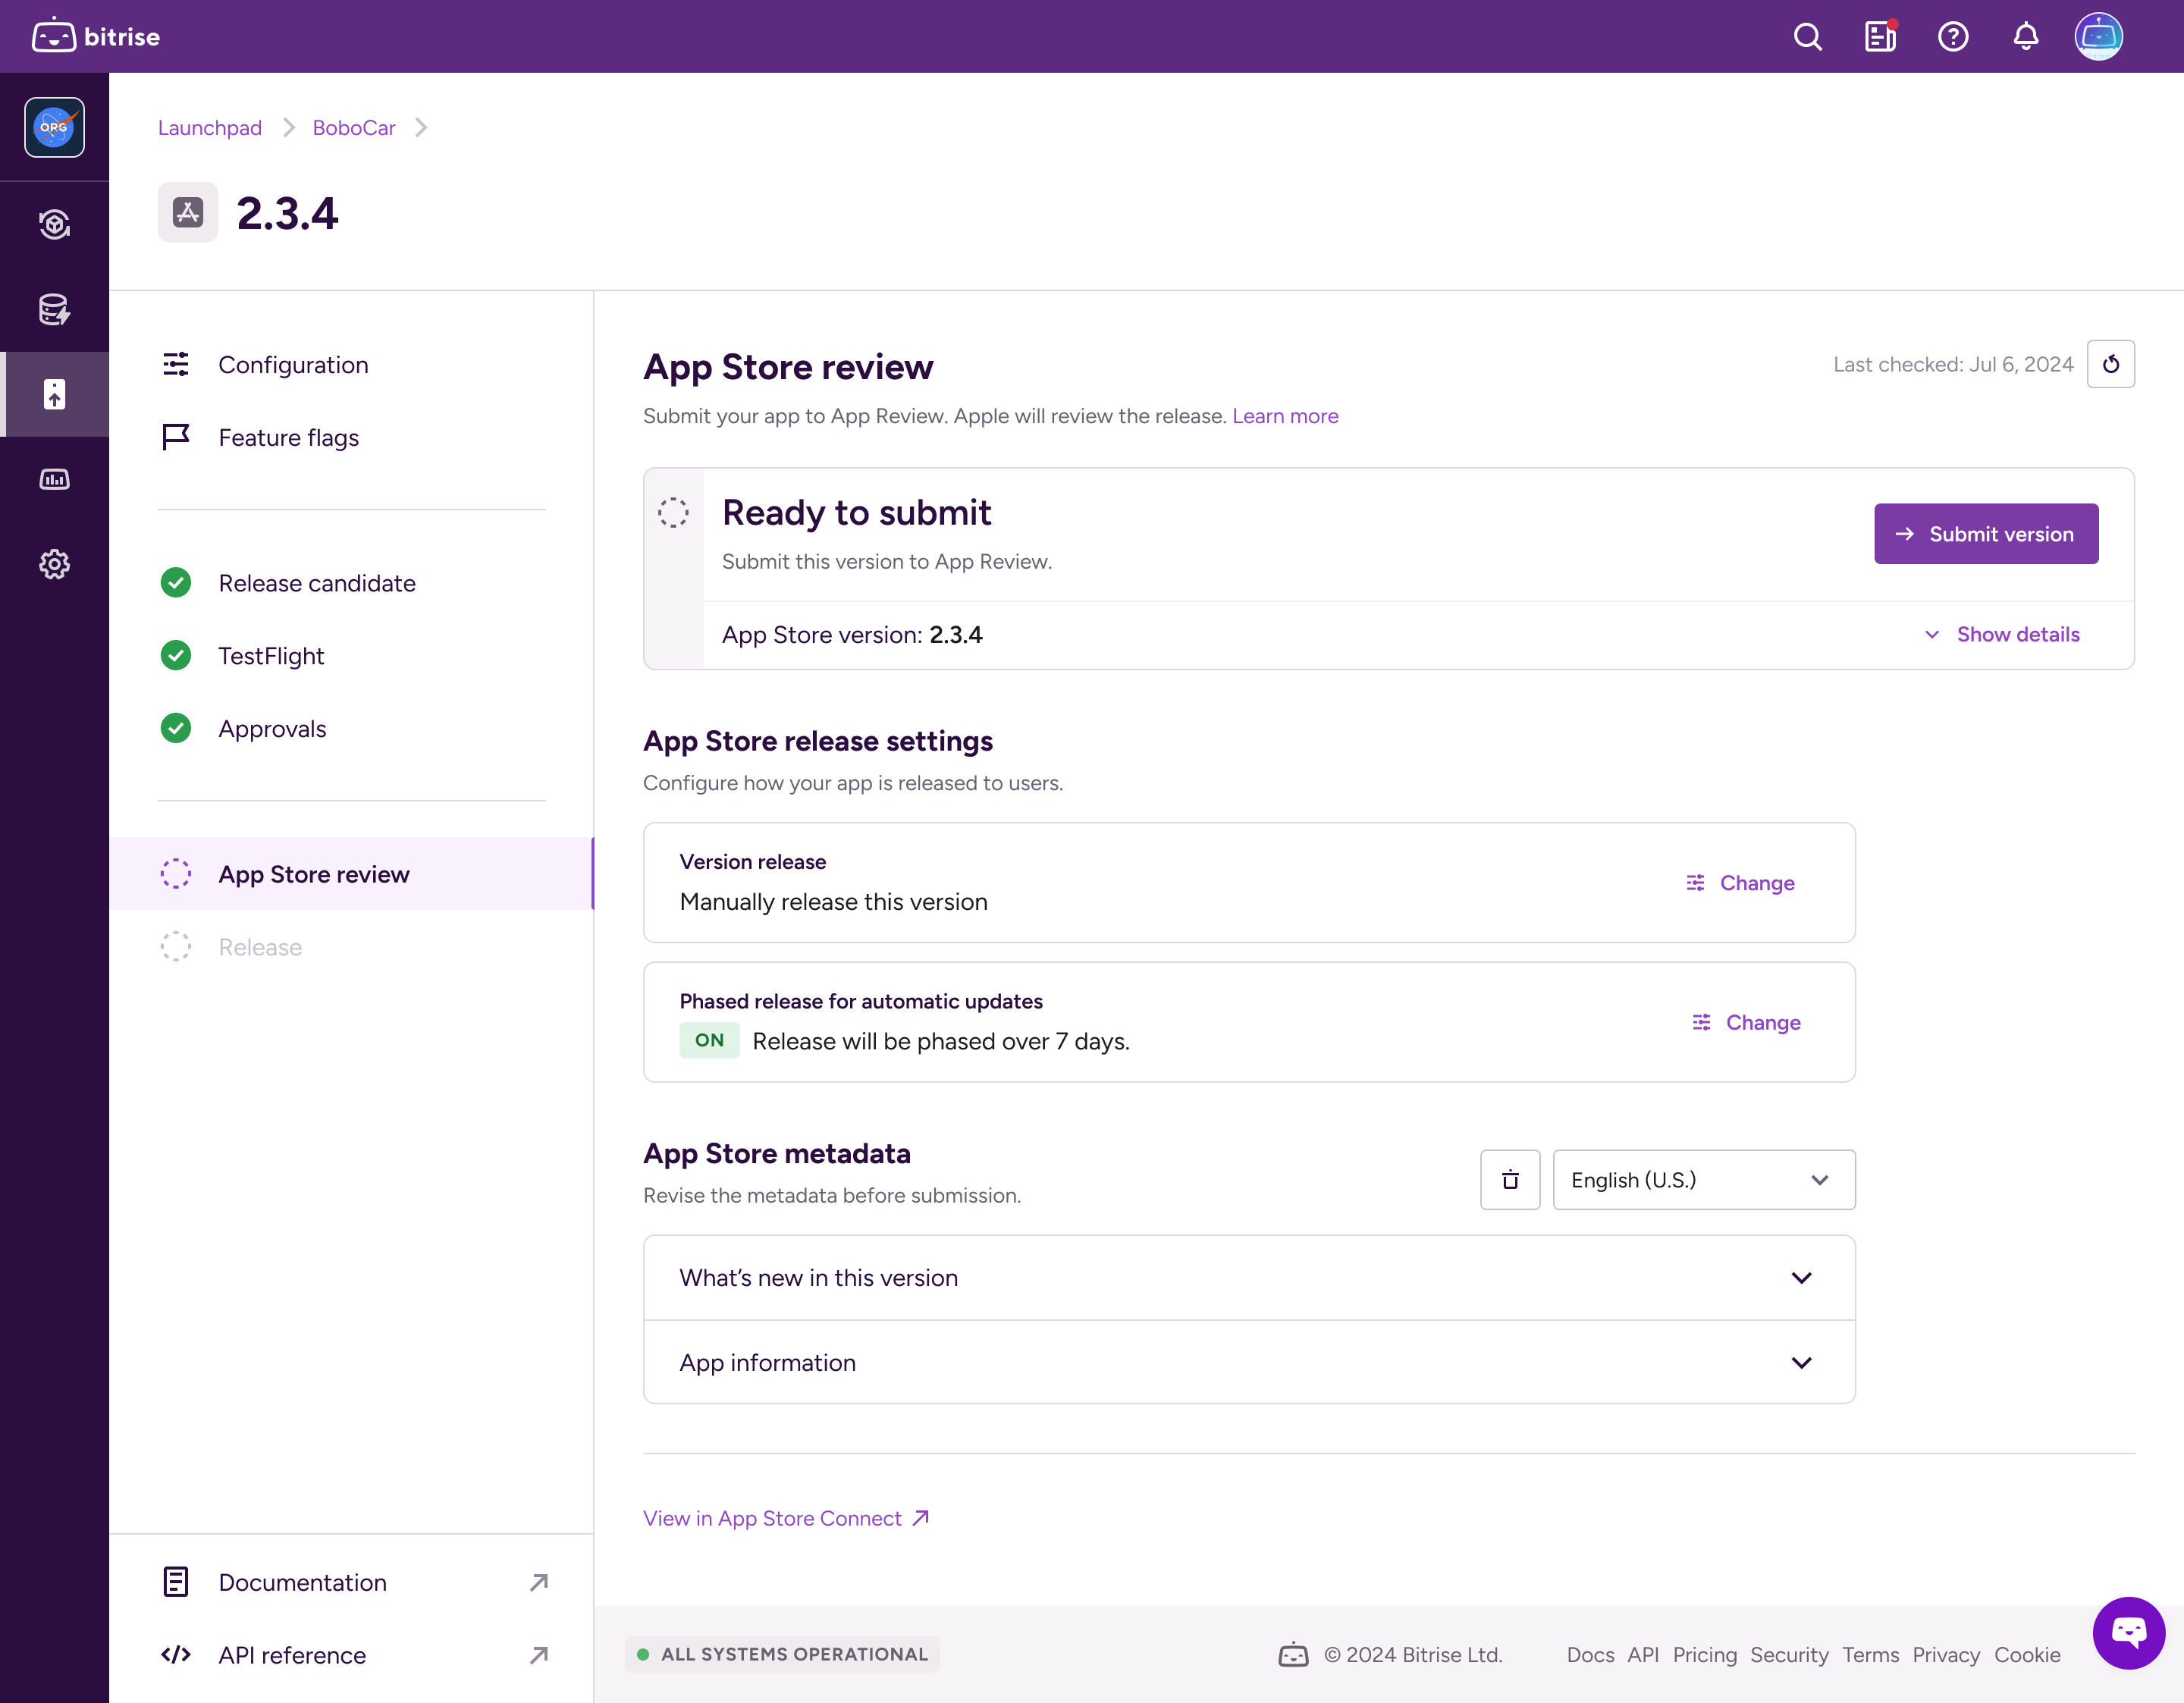 bitrise
ORG
Launchpad
BoboCar
2.3.4
Configuration
Feature flags
Release candidate
TestFlight
Approvals
App Store review
Release
Documentation
API reference
App Store review
Last checked: Jul 6, 2024
Submit your app to App Review. Apple will review the release. Learn more
Ready to submit
Submit this version to App Review.
Submit version
App Store version: 2.3.4
Show details
App Store release settings
Configure how your app is released to users.
Version release
Manually release this version
Change
Phased release for automatic updates
ON Release will be phased over 7 days.
Change
App Store metadata
Revise the metadata before submission.
English (U.S.)
What’s new in this version
App information
View in App Store Connect
ALL SYSTEMS OPERATIONAL
© 2024 Bitrise Ltd.
Docs API Pricing Security Terms Privacy Cookie